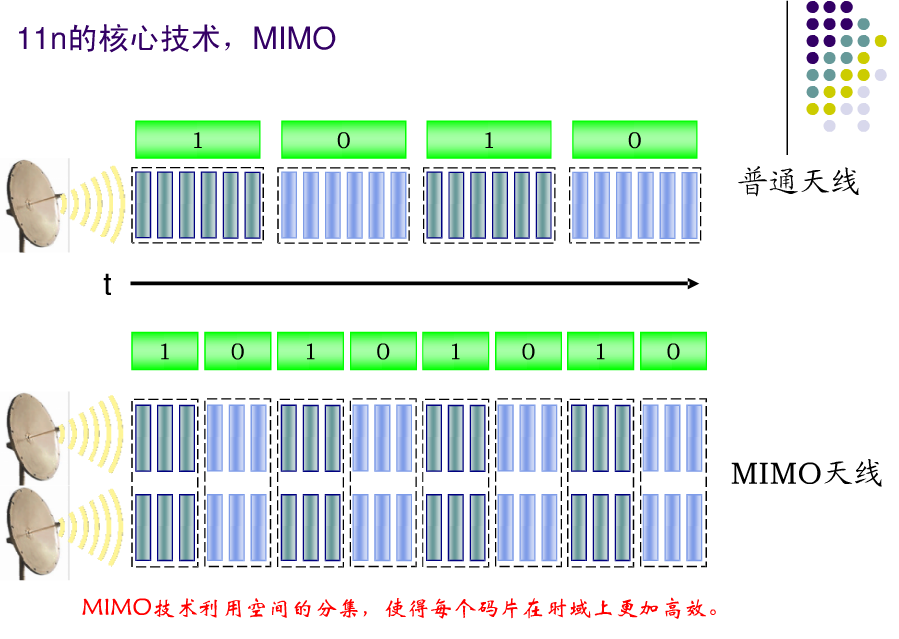 11n的核心技术，MIMO
1 0 1 0
普通天线
t
1 0 1 0 1 0 1 0
MIMO天线
MIMO技术利用空间的分集，使得每个码片在时域上更加高效。